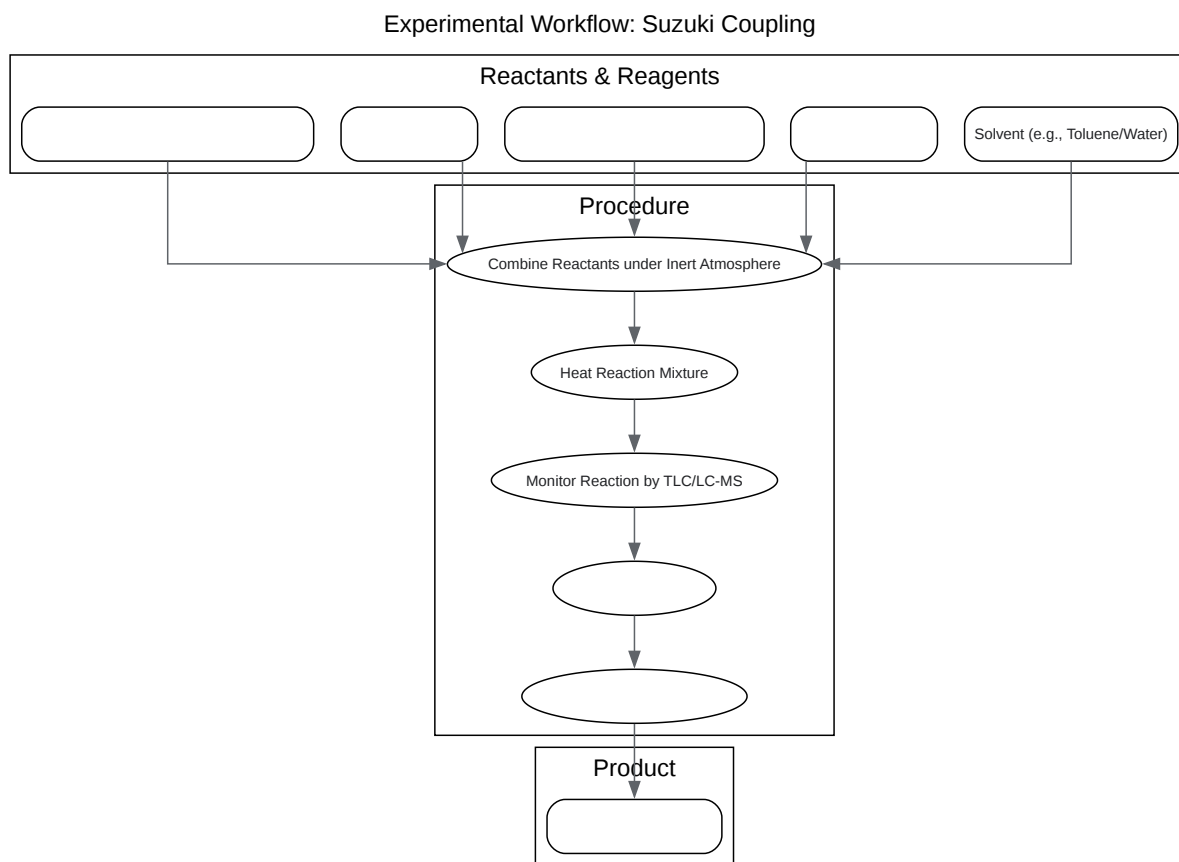 Experimental Workflow: Suzuki Coupling
Reactants & Reagents
Solvent (e.g., Toluene/Water)
Procedure
Combine Reactants under Inert Atmosphere
Heat Reaction Mixture
Monitor Reaction by TLC/LC-MS
Product